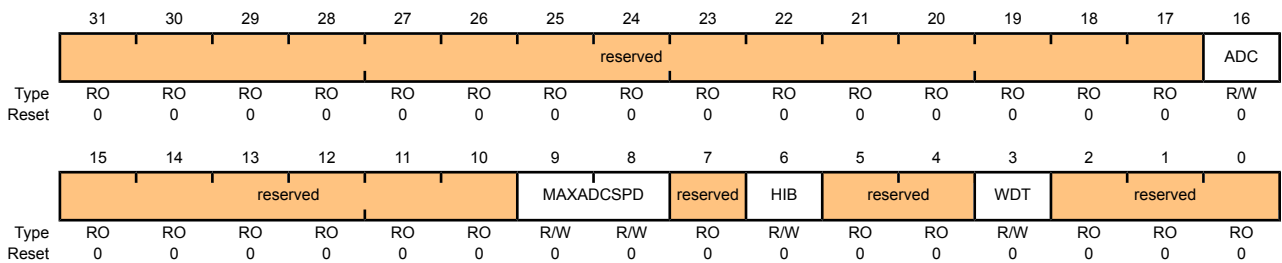 31 30 29 28 27 26 25 24 23 22 21 20 19 18 17 16
reserved ADC
Type RO RO RO RO RO RO RO RO RO RO RO RO RO RO RO R/W
Reset 0 0 0 0 0 0 0 0 0 0 0 0 0 0 0 0
15 14 13 12 11 10 9 8 7 6 5 4 3 2 1 0
reserved MAXADCSPD reserved HIB reserved WDT reserved
Type RO RO RO RO RO RO R/W R/W RO R/W RO RO R/W RO RO RO
Reset 0 0 0 0 0 0 0 0 0 0 0 0 0 0 0 0